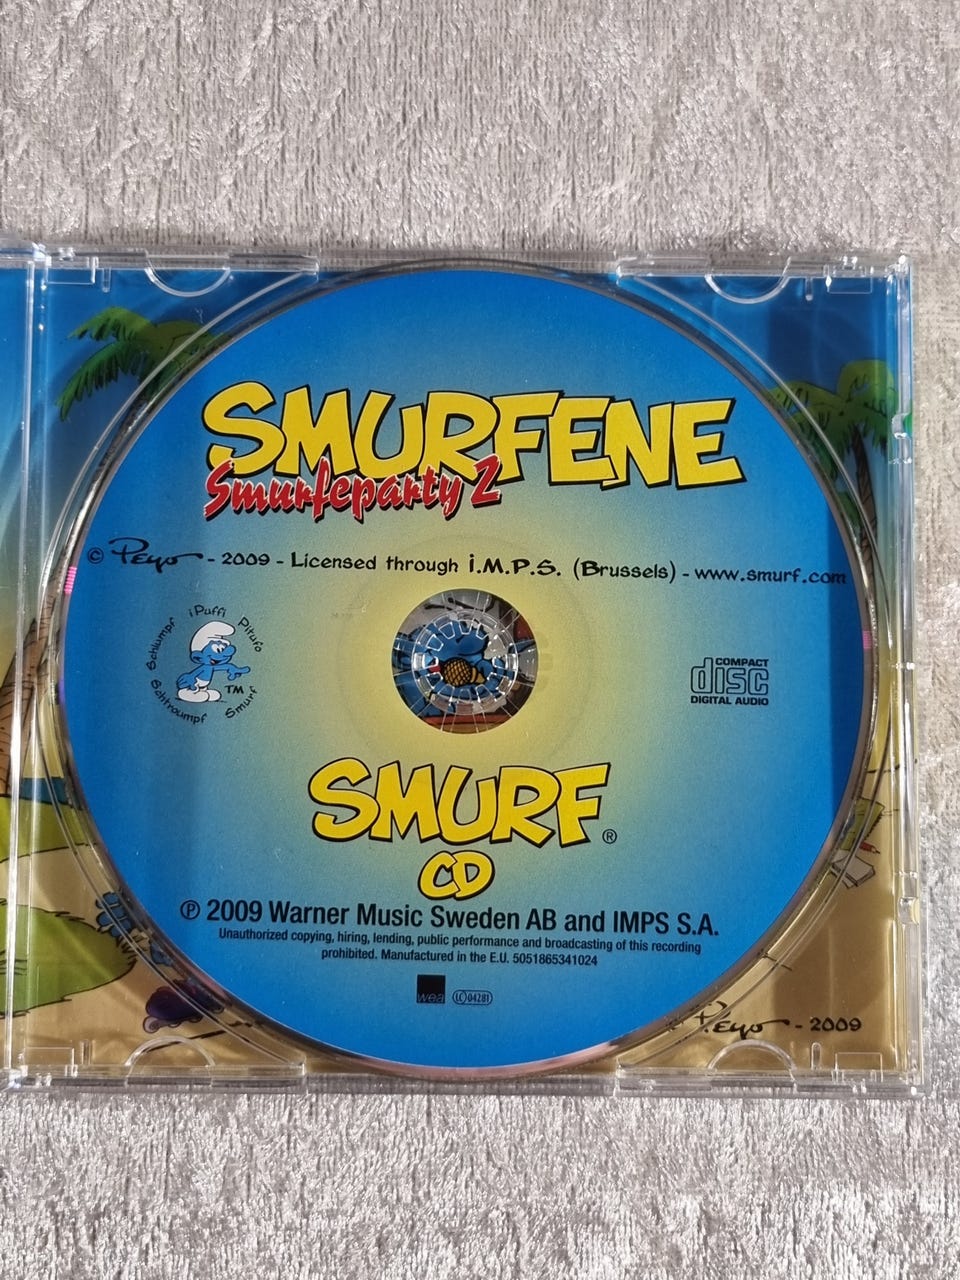 SMURFENE
Smurfeparty 2
© Peyo - 2009 - Licensed through I.M.P.S. (Brussels) - www.smurf.com
Schlumpf iPuffi Pitufo
Schtroumpf Smurf
TM
COMPACT
disc
DIGITAL AUDIO
SMURF®
CD
℗ 2009 Warner Music Sweden AB and IMPS S.A.
Unauthorized copying, hiring, lending, public performance and broadcasting of this recording
prohibited. Manufactured in the E.U. 5051865341024
wea LC 04281
Peyo - 2009